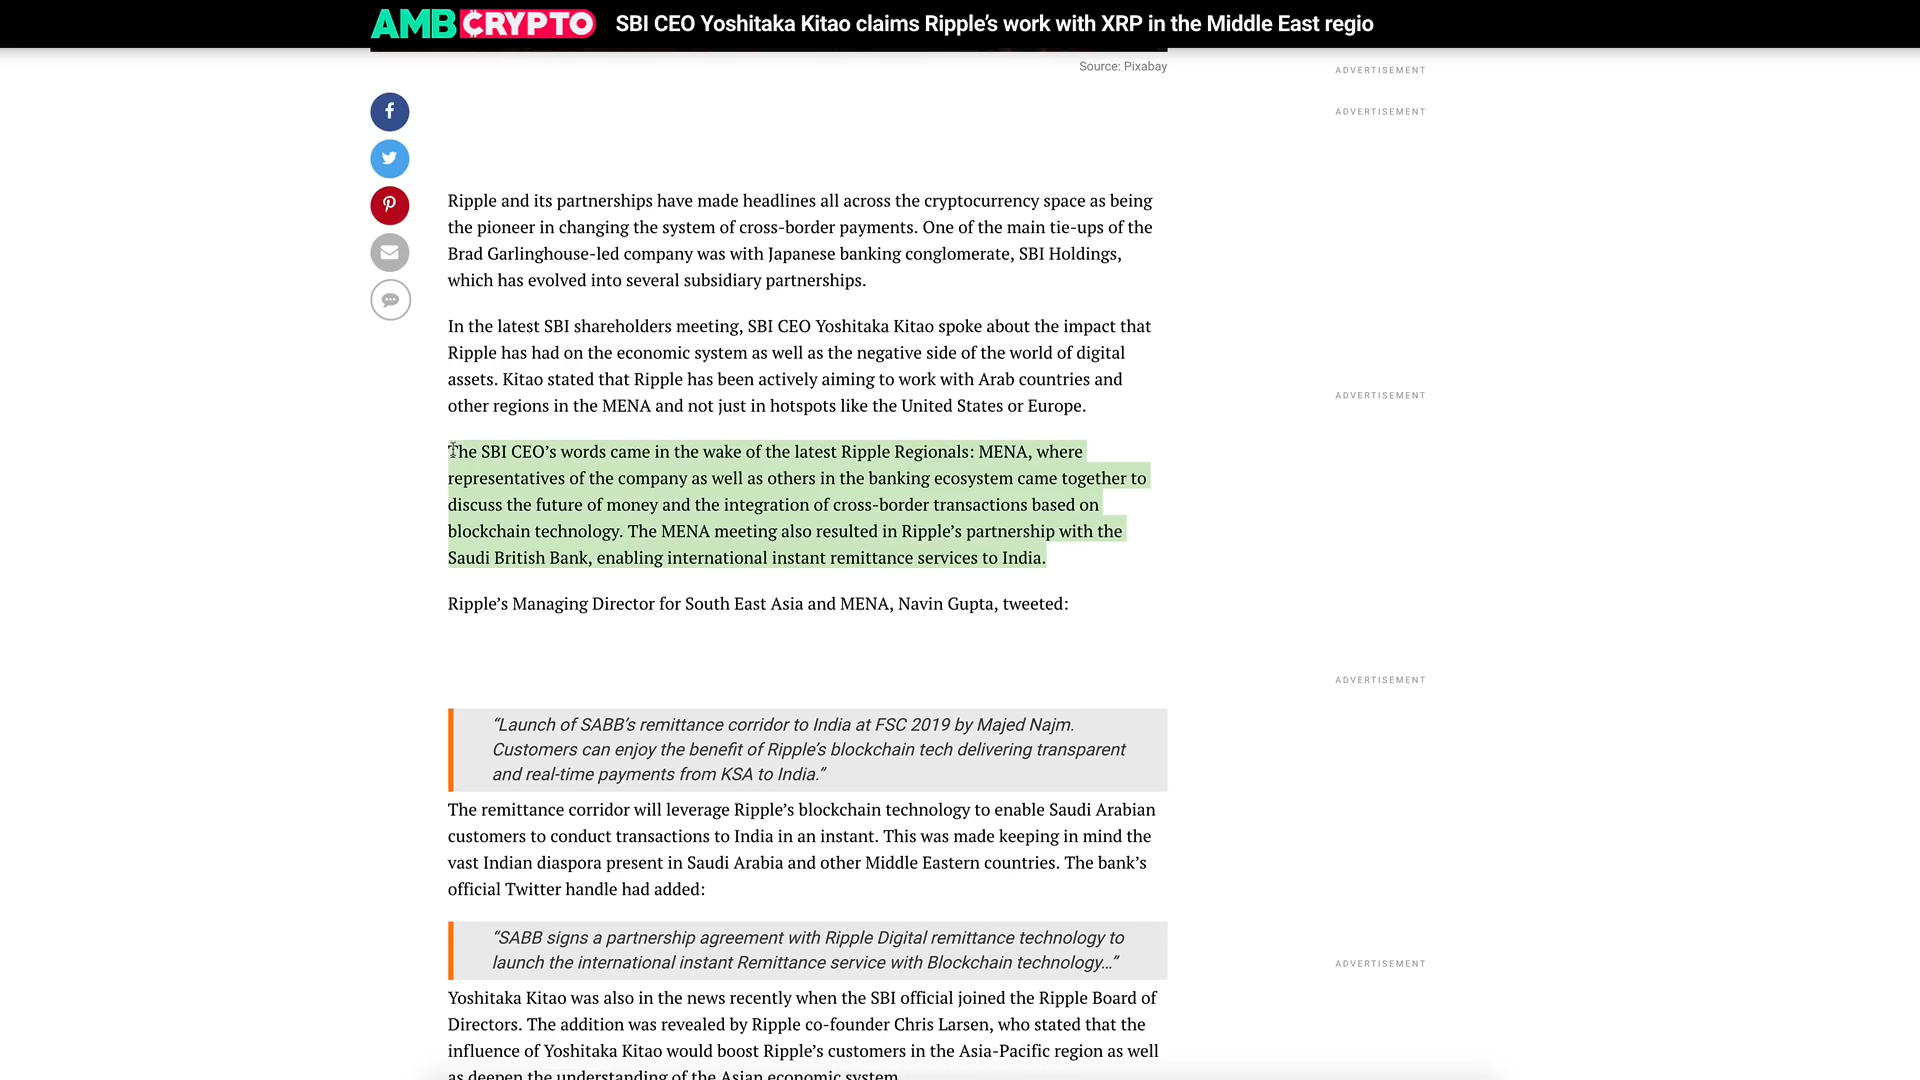 AMBCRYPTO SBI CEO Yoshitaka Kitao claims Ripple’s work with XRP in the Middle East regio
Source: Pixabay
ADVERTISEMENT
ADVERTISEMENT
Ripple and its partnerships have made headlines all across the cryptocurrency space as being
the pioneer in changing the system of cross-border payments. One of the main tie-ups of the
Brad Garlinghouse-led company was with Japanese banking conglomerate, SBI Holdings,
which has evolved into several subsidiary partnerships.
In the latest SBI shareholders meeting, SBI CEO Yoshitaka Kitao spoke about the impact that
Ripple has had on the economic system as well as the negative side of the world of digital
assets. Kitao stated that Ripple has been actively aiming to work with Arab countries and
other regions in the MENA and not just in hotspots like the United States or Europe.
ADVERTISEMENT
The SBI CEO’s words came in the wake of the latest Ripple Regionals: MENA, where
representatives of the company as well as others in the banking ecosystem came together to
discuss the future of money and the integration of cross-border transactions based on
blockchain technology. The MENA meeting also resulted in Ripple’s partnership with the
Saudi British Bank, enabling international instant remittance services to India.
Ripple’s Managing Director for South East Asia and MENA, Navin Gupta, tweeted:
ADVERTISEMENT
“Launch of SABB’s remittance corridor to India at FSC 2019 by Majed Najm.
Customers can enjoy the benefit of Ripple’s blockchain tech delivering transparent
and real-time payments from KSA to India.”
The remittance corridor will leverage Ripple’s blockchain technology to enable Saudi Arabian
customers to conduct transactions to India in an instant. This was made keeping in mind the
vast Indian diaspora present in Saudi Arabia and other Middle Eastern countries. The bank’s
official Twitter handle had added:
“SABB signs a partnership agreement with Ripple Digital remittance technology to
launch the international instant Remittance service with Blockchain technology…”
ADVERTISEMENT
Yoshitaka Kitao was also in the news recently when the SBI official joined the Ripple Board of
Directors. The addition was revealed by Ripple co-founder Chris Larsen, who stated that the
influence of Yoshitaka Kitao would boost Ripple’s customers in the Asia-Pacific region as well
as deepen the understanding of the Asian economic system.